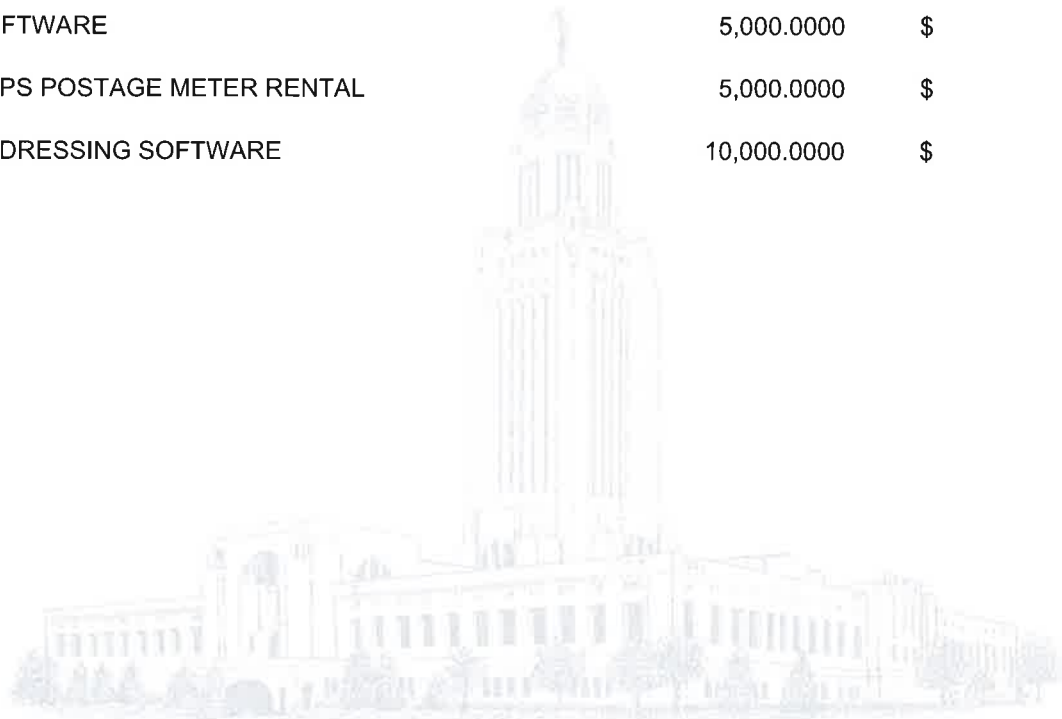 FTWARE 5,000.0000 $
PS POSTAGE METER RENTAL 5,000.0000 $
DRESSING SOFTWARE 10,000.0000 $